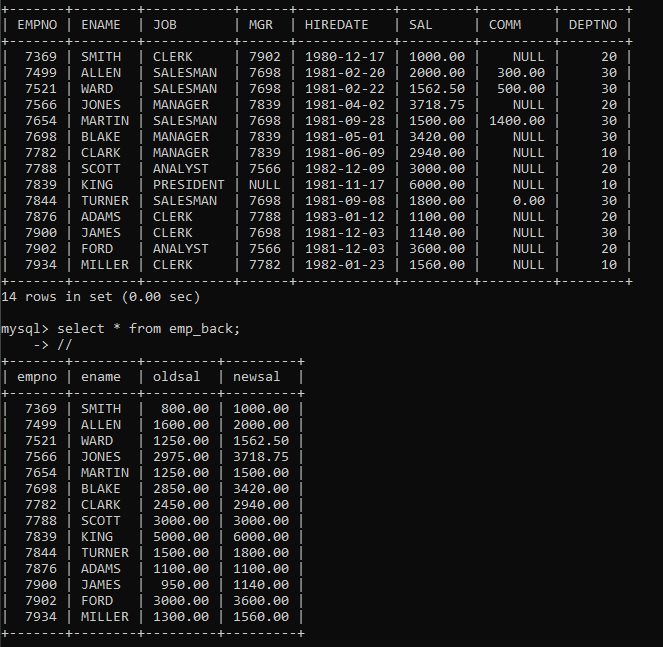 +-------+--------+-----------+------+------------+---------+---------+--------+
| EMPNO | ENAME  | JOB       | MGR  | HIREDATE   | SAL     | COMM    | DEPTNO |
+-------+--------+-----------+------+------------+---------+---------+--------+
|  7369 | SMITH  | CLERK     | 7902 | 1980-12-17 | 1000.00 |    NULL |     20 |
|  7499 | ALLEN  | SALESMAN  | 7698 | 1981-02-20 | 2000.00 |  300.00 |     30 |
|  7521 | WARD   | SALESMAN  | 7698 | 1981-02-22 | 1562.50 |  500.00 |     30 |
|  7566 | JONES  | MANAGER   | 7839 | 1981-04-02 | 3718.75 |    NULL |     20 |
|  7654 | MARTIN | SALESMAN  | 7698 | 1981-09-28 | 1500.00 | 1400.00 |     30 |
|  7698 | BLAKE  | MANAGER   | 7839 | 1981-05-01 | 3420.00 |    NULL |     30 |
|  7782 | CLARK  | MANAGER   | 7839 | 1981-06-09 | 2940.00 |    NULL |     10 |
|  7788 | SCOTT  | ANALYST   | 7566 | 1982-12-09 | 3000.00 |    NULL |     20 |
|  7839 | KING   | PRESIDENT | NULL | 1981-11-17 | 6000.00 |    NULL |     10 |
|  7844 | TURNER | SALESMAN  | 7698 | 1981-09-08 | 1800.00 |    0.00 |     30 |
|  7876 | ADAMS  | CLERK     | 7788 | 1983-01-12 | 1100.00 |    NULL |     20 |
|  7900 | JAMES  | CLERK     | 7698 | 1981-12-03 | 1140.00 |    NULL |     30 |
|  7902 | FORD   | ANALYST   | 7566 | 1981-12-03 | 3600.00 |    NULL |     20 |
|  7934 | MILLER | CLERK     | 7782 | 1982-01-23 | 1560.00 |    NULL |     10 |
+-------+--------+-----------+------+------------+---------+---------+--------+
14 rows in set (0.00 sec)
mysql> select * from emp_back;
    -> //
+-------+--------+---------+---------+
| empno | ename  | oldsal  | newsal  |
+-------+--------+---------+---------+
|  7369 | SMITH  |  800.00 | 1000.00 |
|  7499 | ALLEN  | 1600.00 | 2000.00 |
|  7521 | WARD   | 1250.00 | 1562.50 |
|  7566 | JONES  | 2975.00 | 3718.75 |
|  7654 | MARTIN | 1250.00 | 1500.00 |
|  7698 | BLAKE  | 2850.00 | 3420.00 |
|  7782 | CLARK  | 2450.00 | 2940.00 |
|  7788 | SCOTT  | 3000.00 | 3000.00 |
|  7839 | KING   | 5000.00 | 6000.00 |
|  7844 | TURNER | 1500.00 | 1800.00 |
|  7876 | ADAMS  | 1100.00 | 1100.00 |
|  7900 | JAMES  |  950.00 | 1140.00 |
|  7902 | FORD   | 3000.00 | 3600.00 |
|  7934 | MILLER | 1300.00 | 1560.00 |
+-------+--------+---------+---------+